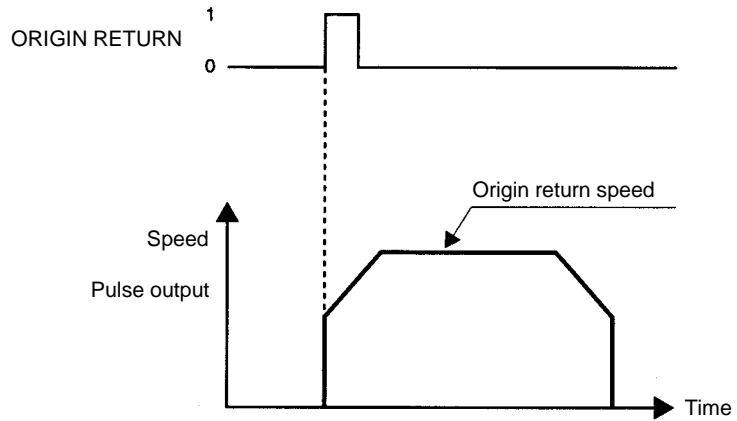 1
ORIGIN RETURN
0
Origin return speed
Speed
Pulse output
Time